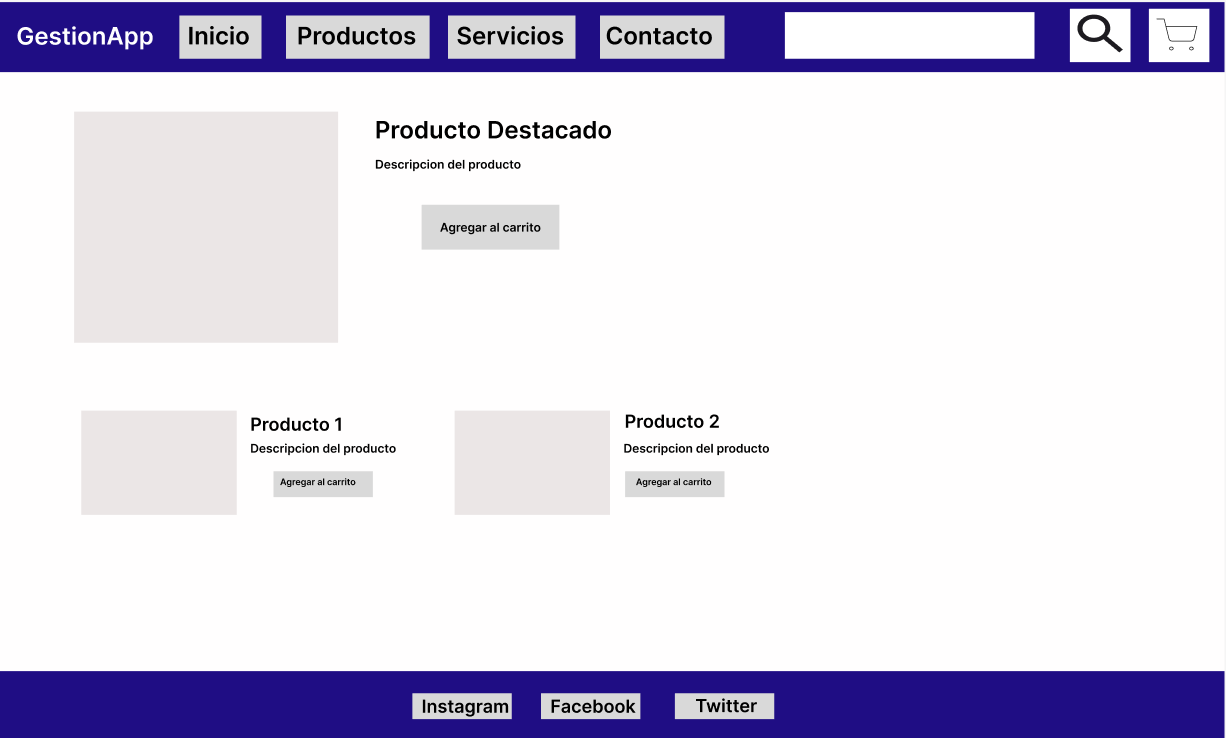 GestionApp Inicio Productos Servicios Contacto
Producto Destacado
Descripcion del producto
Agregar al carrito
Producto 1
Descripcion del producto
Agregar al carrito
Producto 2
Descripcion del producto
Agregar al carrito
Instagram Facebook Twitter